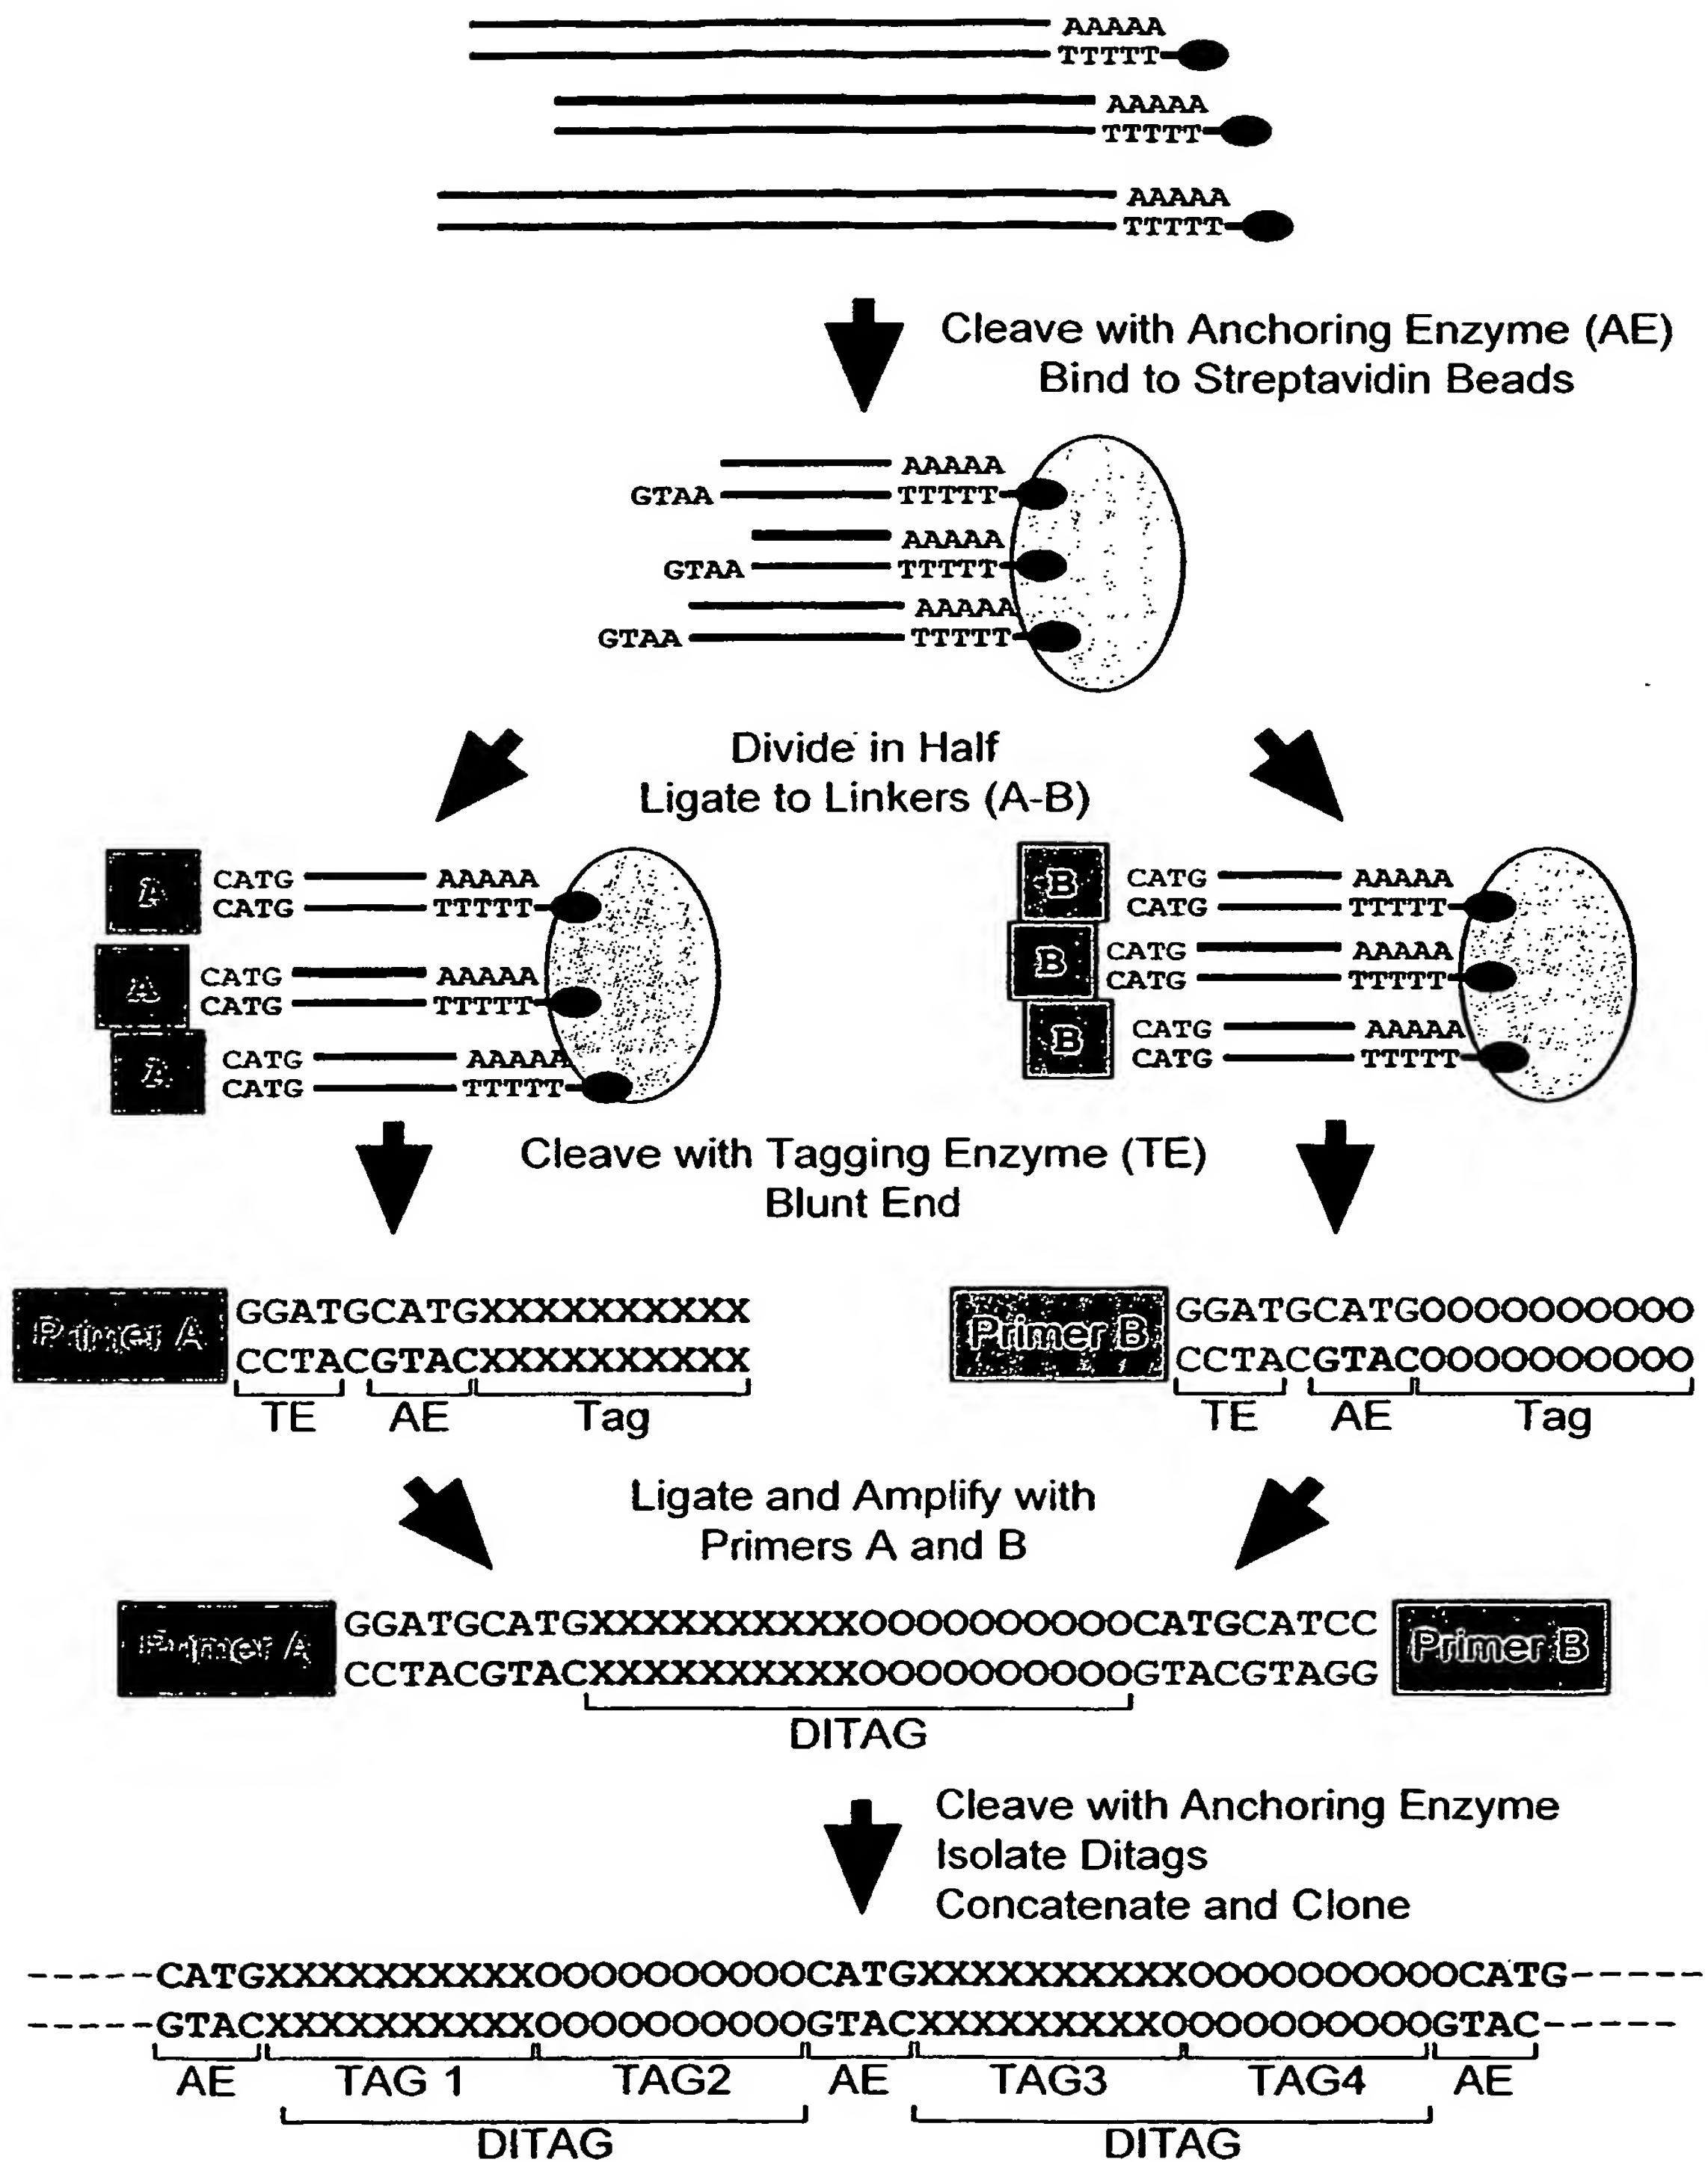 AAAAA
TTTTT
AAAAA
TTTTT
AAAAA
TTTTT
Cleave with Anchoring Enzyme (AE)
Bind to Streptavidin Beads
AAAAA
GTAA TTTTT
AAAAA
GTAA TTTTT
AAAAA
GTAA TTTTT
Divide in Half
Ligate to Linkers (A-B)
A CATG AAAAA
CATG TTTTT
A CATG AAAAA
CATG TTTTT
A CATG AAAAA
CATG TTTTT
B CATG AAAAA
CATG TTTTT
B CATG AAAAA
CATG TTTTT
B CATG AAAAA
CATG TTTTT
Cleave with Tagging Enzyme (TE)
Blunt End
Primer A GGATGCATGXXXXXXXXXX
CCTACGTACXXXXXXXXXX
TE AE Tag
Primer B GGATGCATGOOOOOOOOOO
CCTACGTACOOOOOOOOOO
TE AE Tag
Ligate and Amplify with
Primers A and B
Primer A GGATGCATGXXXXXXXXXXOOOOOOOOOOCATGCATCC Primer B
CCTACGTACXXXXXXXXXXOOOOOOOOOOGTACGTAGG
DITAG
Cleave with Anchoring Enzyme
Isolate Ditags
Concatenate and Clone
-----CATGXXXXXXXXXXOOOOOOOOOOCATGXXXXXXXXXXOOOOOOOOOOCATG-----
-----GTACXXXXXXXXXXOOOOOOOOOOGTACXXXXXXXXXOOOOOOOOOOGTAC-----
AE TAG 1 TAG2 AE TAG3 TAG4 AE
DITAG DITAG